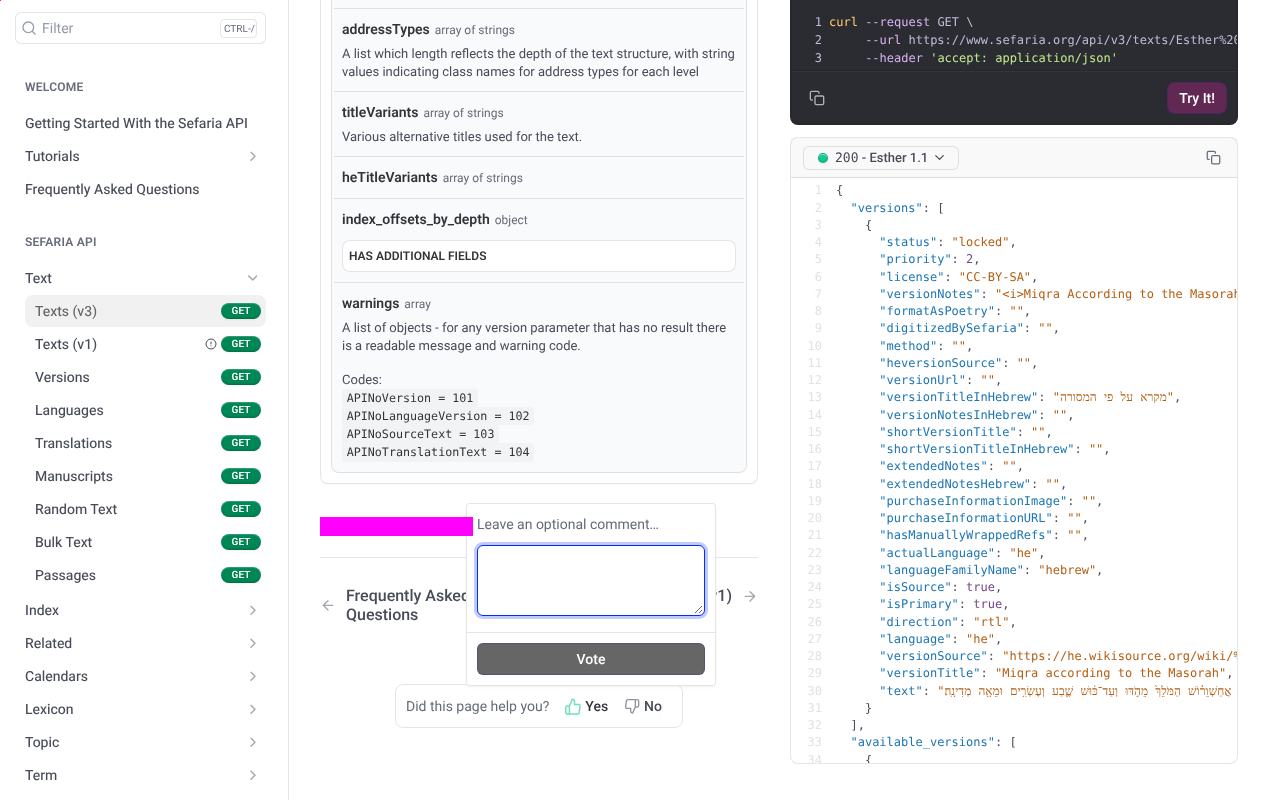 Filter
CTRL-/
WELCOME
Getting Started With the Sefaria API
Tutorials
Frequently Asked Questions
SEFARIA API
Text
Texts (v3) GET
Texts (v1) GET
Versions GET
Languages GET
Translations GET
Manuscripts GET
Random Text GET
Bulk Text GET
Passages GET
Index
Related
Calendars
Lexicon
Topic
Term
addressTypes array of strings
A list which length reflects the depth of the text structure, with string
values indicating class names for address types for each level
titleVariants array of strings
Various alternative titles used for the text.
heTitleVariants array of strings
index_offsets_by_depth object
HAS ADDITIONAL FIELDS
warnings array
A list of objects - for any version parameter that has no result there
is a readable message and warning code.
Codes:
APINoVersion = 101
APINoLanguageVersion = 102
APINoSourceText = 103
APINoTranslationText = 104
Leave an optional comment...
Frequently Asked
Questions
1)
Vote
Did this page help you? Yes No
1 curl --request GET \
2 --url https://www.sefaria.org/api/v3/texts/Esther%20
3 --header 'accept: application/json'
Try It!
200 - Esther 1.1
1 {
2 "versions": [
3 {
4 "status": "locked",
5 "priority": 2,
6 "license": "CC-BY-SA",
7 "versionNotes": "<i>Miqra According to the Masorah
8 "formatAsPoetry": "",
9 "digitizedBySefaria": "",
10 "method": "",
11 "heversionSource": "",
12 "versionUrl": "",
13 "versionTitleInHebrew": "מקרא על פי המסורה",
14 "versionNotesInHebrew": "",
15 "shortVersionTitle": "",
16 "shortVersionTitleInHebrew": "",
17 "extendedNotes": "",
18 "extendedNotesHebrew": "",
19 "purchaseInformationImage": "",
20 "purchaseInformationURL": "",
21 "hasManuallyWrappedRefs": "",
22 "actualLanguage": "he",
23 "languageFamilyName": "hebrew",
24 "isSource": true,
25 "isPrimary": true,
26 "direction": "rtl",
27 "language": "he",
28 "versionSource": "https://he.wikisource.org/wiki/%
29 "versionTitle": "Miqra according to the Masorah",
30 "text": "אֲחַשְׁוֵר֗וֹשׁ הַמֹּלֵךְ֙ מֵהֹ֣דּוּ וְעַד־כּ֔וּשׁ שֶׁ֛בַע וְעֶשְׂרִ֥ים וּמֵאָ֖ה מְדִינָֽה׃
31 }
32 ],
33 "available_versions": [
34 {